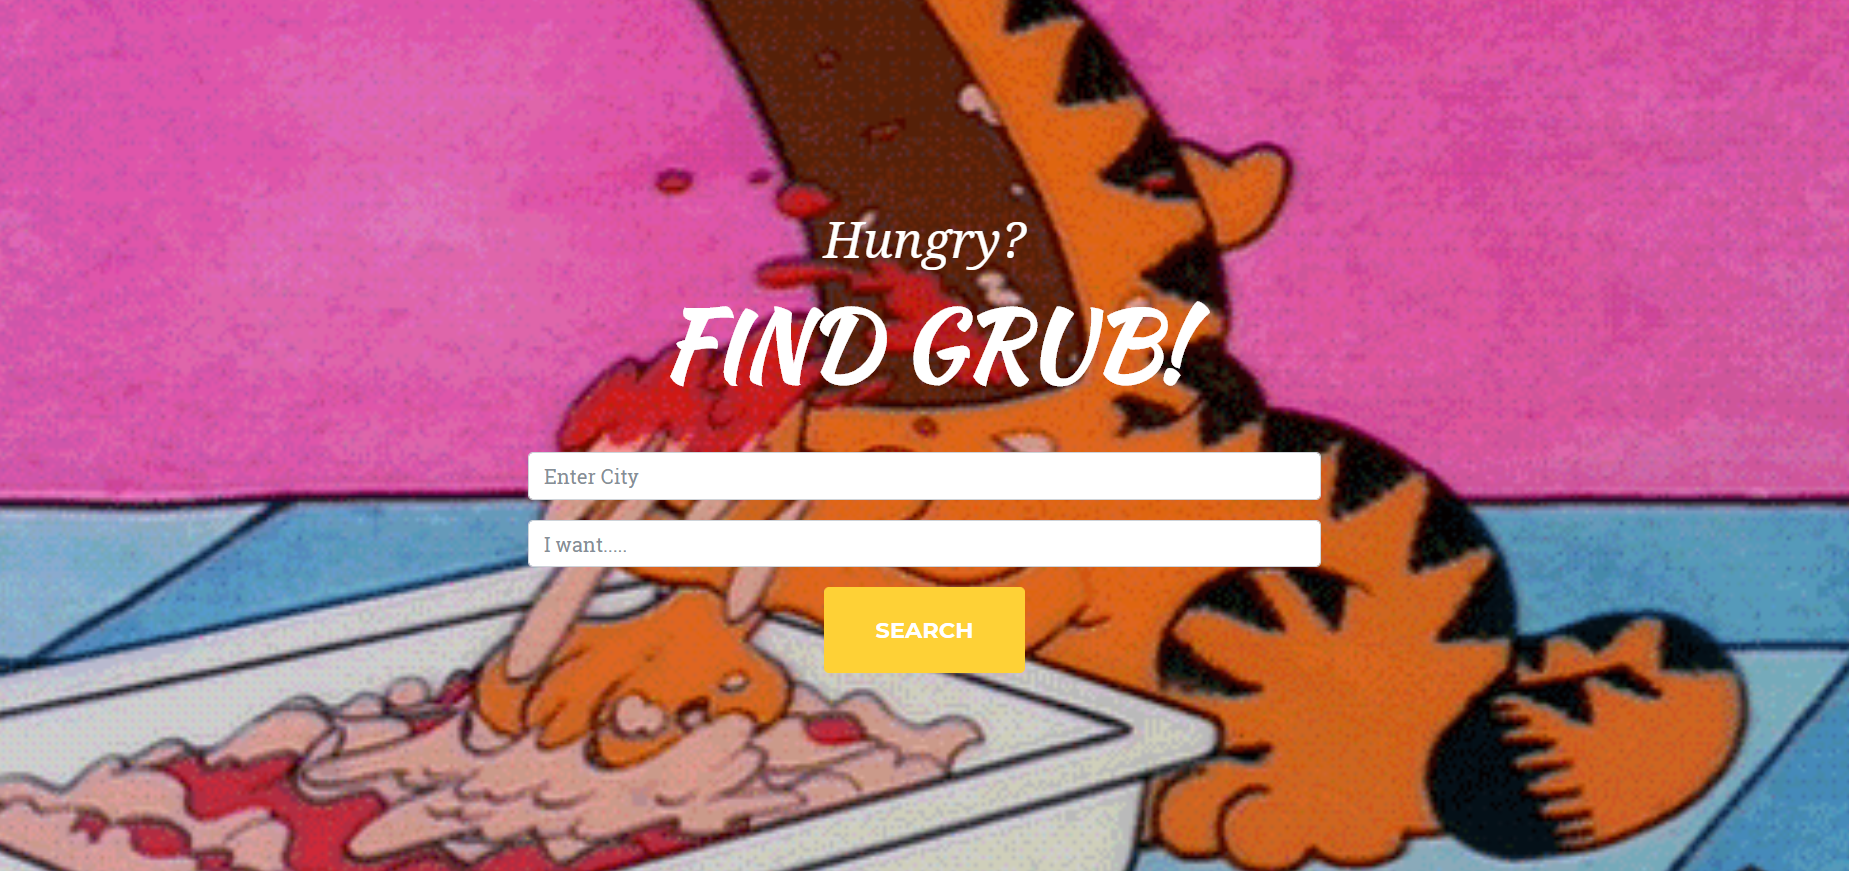 Hungry?
FIND GRUB!
Enter City
I want.....
SEARCH